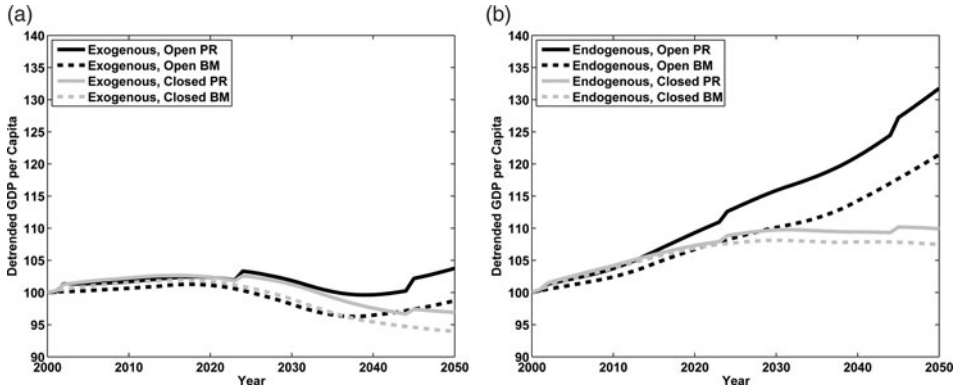 (a)
140
135
130
125
120
115
110
105
100
95
90
Detrended GDP per Capita
Exogenous, Open PR
Exogenous, Open BM
Exogenous, Closed PR
Exogenous, Closed BM
2000 2010 2020 2030 2040 2050
Year
(b)
140
135
130
125
120
115
110
105
100
95
90
Detrended GDP per Capita
Endogenous, Open PR
Endogenous, Open BM
Endogenous, Closed PR
Endogenous, Closed BM
2000 2010 2020 2030 2040 2050
Year